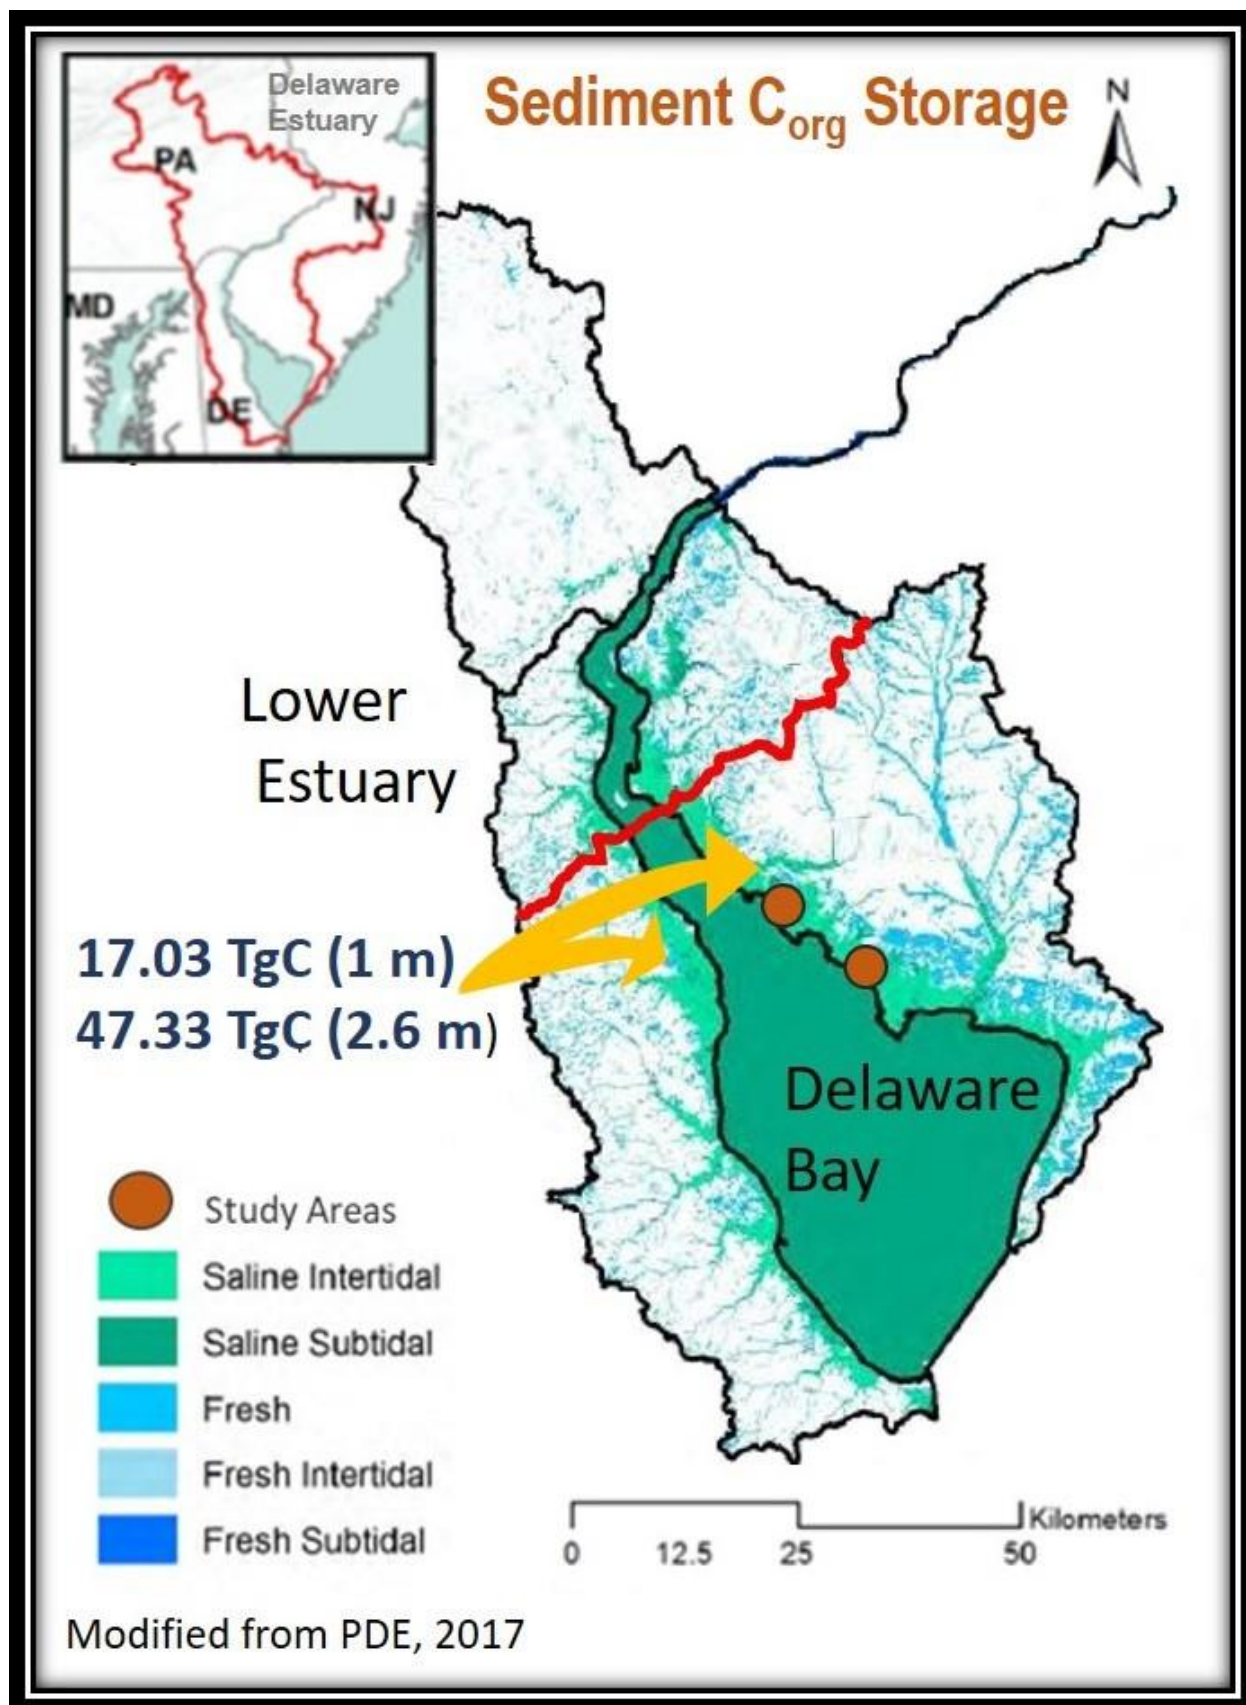 Delaware
Estuary
PA
NJ
MD
DE
Sediment Corg Storage
N
Lower
Estuary
17.03 TgC (1 m)
47.33 TgC (2.6 m)
Delaware
Bay
Study Areas
Saline Intertidal
Saline Subtidal
Fresh
Fresh Intertidal
Fresh Subtidal
Kilometers
0 12.5 25 50
Modified from PDE, 2017